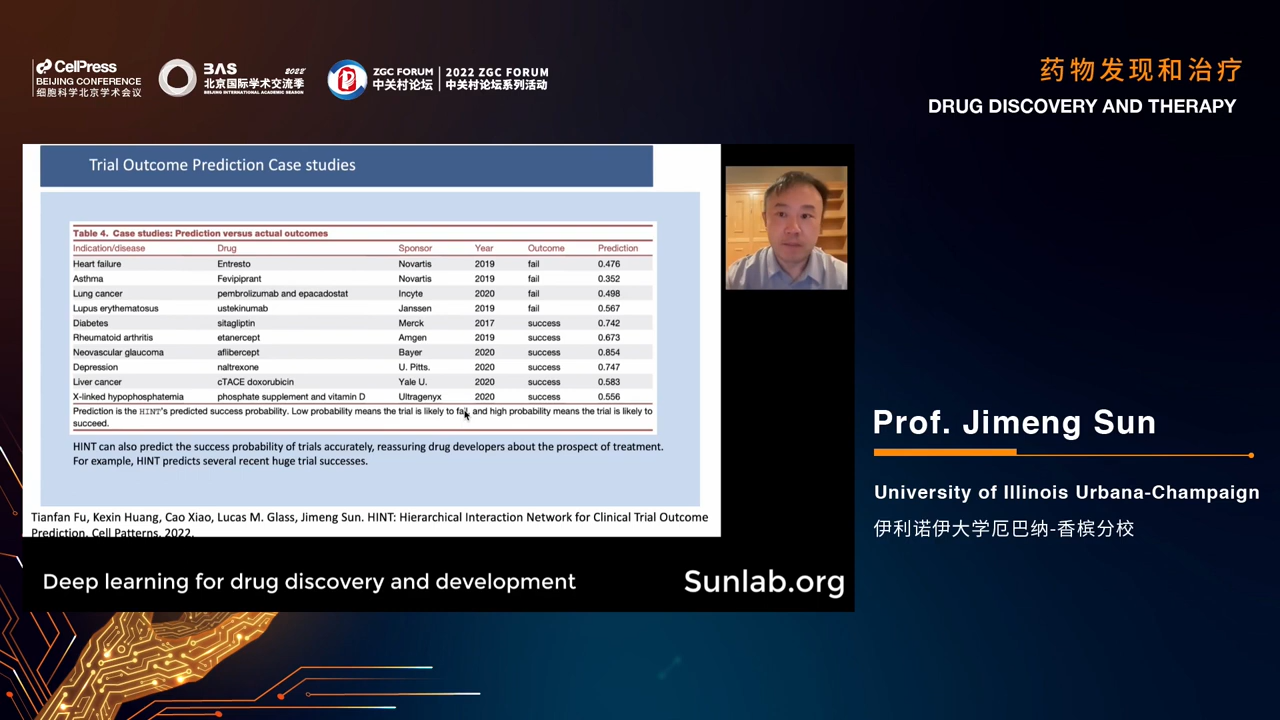 CelPress
BEIJING CONFERENCE
细胞科学北京学术会议
BAS 2022
北京国际学术交流季
BEIJING INTERNATIONAL ACADEMIC SEASON
ZGC FORUM
中关村论坛
2022 ZGC FORUM
中关村论坛系列活动
药物发现和治疗
DRUG DISCOVERY AND THERAPY
Trial Outcome Prediction Case studies
Table 4. Case studies: Prediction versus actual outcomes
Indication/disease Drug Sponsor Year Outcome Prediction
Heart failure Entresto Novartis 2019 fail 0.476
Asthma Fevipiprant Novartis 2019 fail 0.352
Lung cancer pembrolizumab and epacadostat Incyte 2020 fail 0.498
Lupus erythematosus ustekinumab Janssen 2019 fail 0.567
Diabetes sitagliptin Merck 2017 success 0.742
Rheumatoid arthritis etanercept Amgen 2019 success 0.673
Neovascular glaucoma aflibercept Bayer 2020 success 0.854
Depression naltrexone U. Pitts. 2020 success 0.747
Liver cancer cTACE doxorubicin Yale U. 2020 success 0.583
X-linked hypophosphatemia phosphate supplement and vitamin D Ultragenyx 2020 success 0.556
Prediction is the HINT's predicted success probability. Low probability means the trial is likely to fail, and high probability means the trial is likely to
succeed.
HINT can also predict the success probability of trials accurately, reassuring drug developers about the prospect of treatment.
For example, HINT predicts several recent huge trial successes.
Tianfan Fu, Kexin Huang, Cao Xiao, Lucas M. Glass, Jimeng Sun. HINT: Hierarchical Interaction Network for Clinical Trial Outcome
Prediction. Cell Patterns. 2022.
Deep learning for drug discovery and development
Sunlab.org
Prof. Jimeng Sun
University of Illinois Urbana-Champaign
伊利诺伊大学厄巴纳-香槟分校